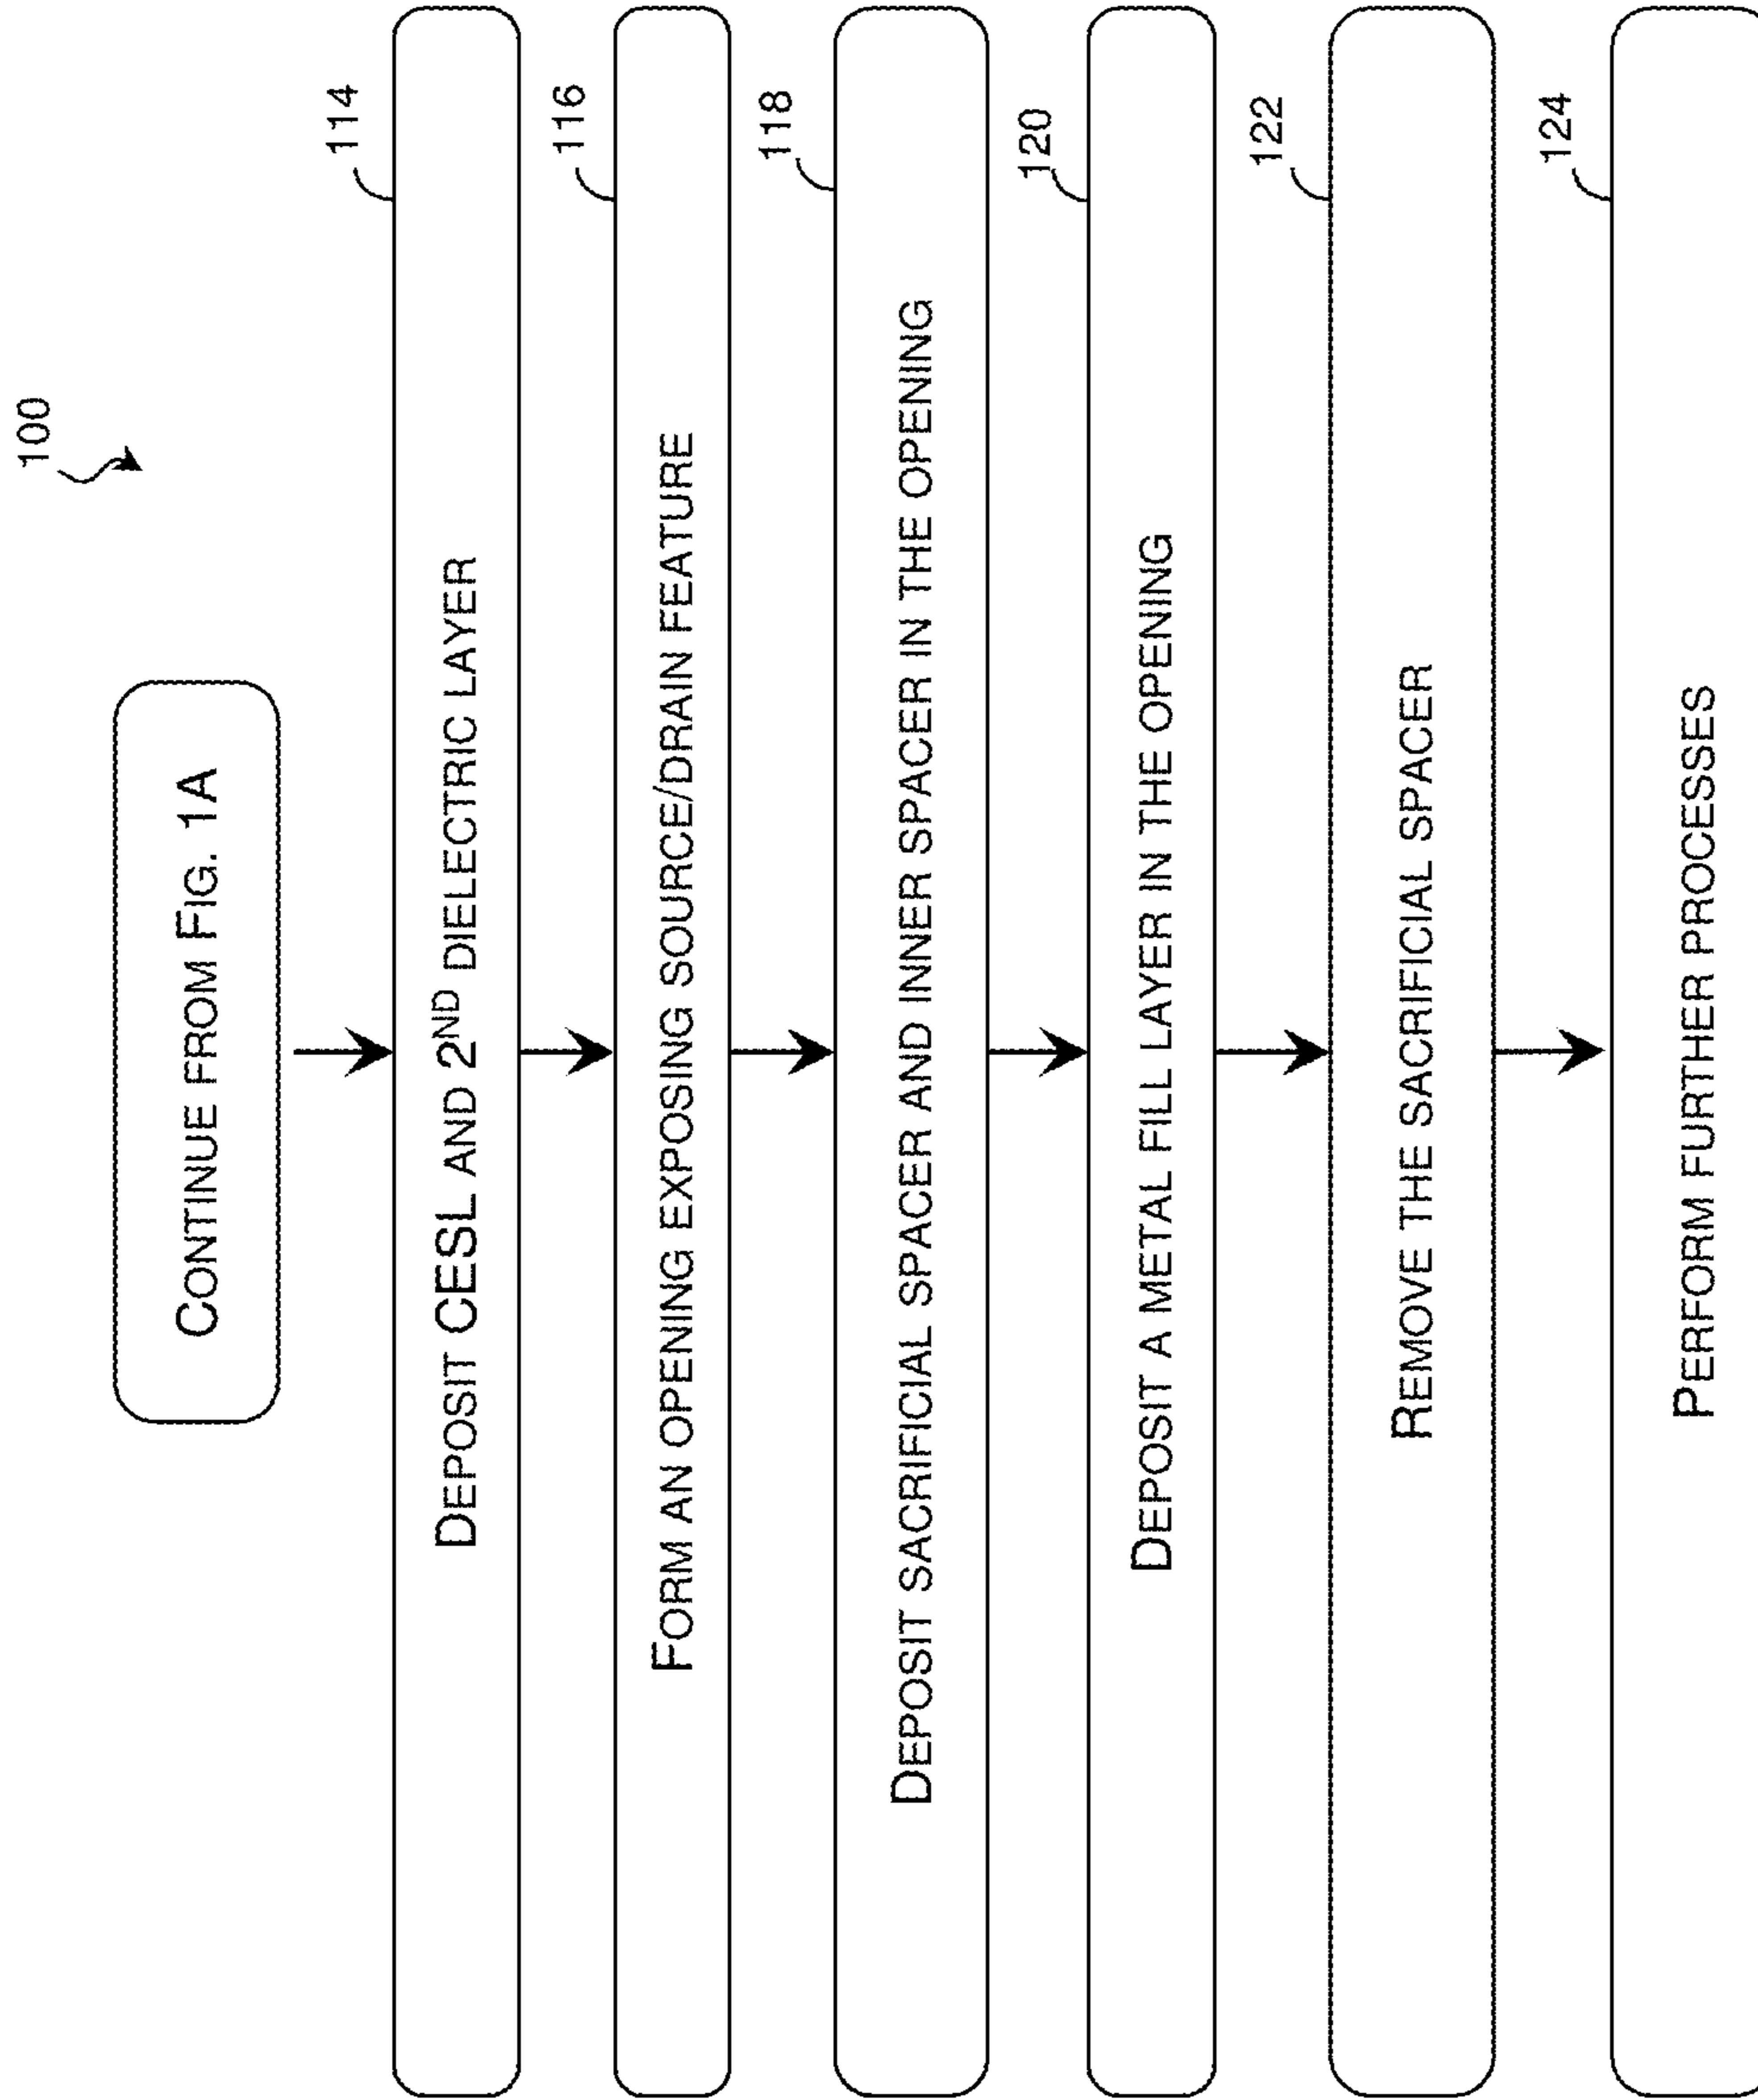 100
CONTINUE FROM FIG. 1A
114
DEPOSIT CESL AND 2ND DIELECTRIC LAYER
116
FORM AN OPENING EXPOSING SOURCE/DRAIN FEATURE
118
DEPOSIT SACRIFICIAL SPACER AND INNER SPACER IN THE OPENING
120
DEPOSIT A METAL FILL LAYER IN THE OPENING
122
REMOVE THE SACRIFICIAL SPACER
124
PERFORM FURTHER PROCESSES